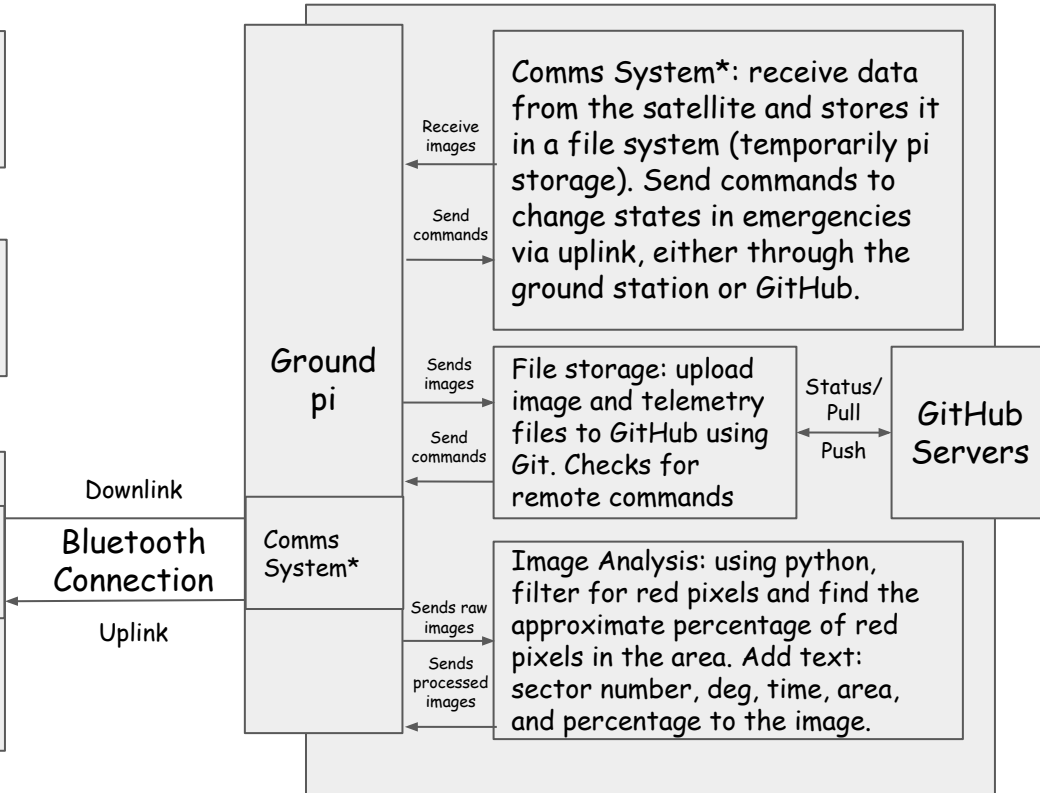 Comms System*: receive data
from the satellite and stores it
in a file system (temporarily pi
storage). Send commands to
change states in emergencies
via uplink, either through the
ground station or GitHub.
Receive
images
Send
commands
Ground
pi
Sends
images
Send
commands
File storage: upload
image and telemetry
files to GitHub using
Git. Checks for
remote commands
Status/
Pull
Push
GitHub
Servers
Downlink
Bluetooth
Connection
Uplink
Comms
System*
Sends raw
images
Sends
processed
images
Image Analysis: using python,
filter for red pixels and find the
approximate percentage of red
pixels in the area. Add text:
sector number, deg, time, area,
and percentage to the image.